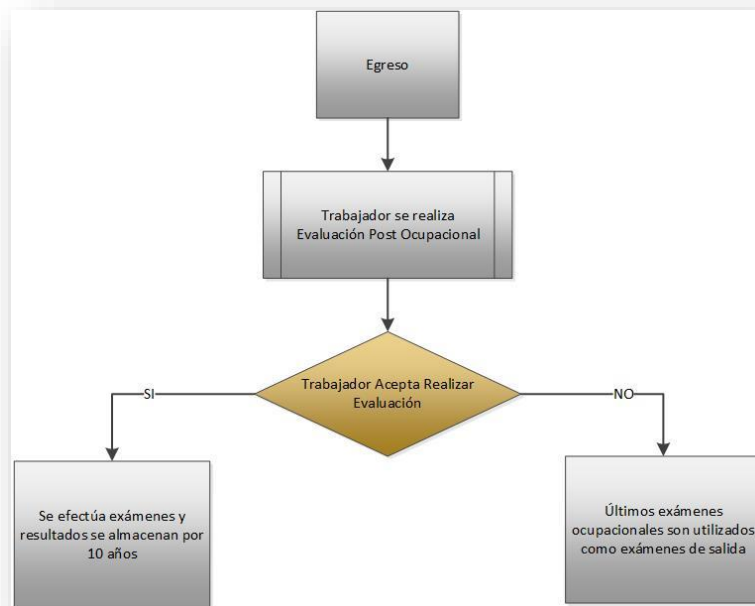 Egreso
Trabajador se realiza
Evaluación Post Ocupacional
Trabajador Acepta Realizar
Evaluación
SI
NO
Se efectúa exámenes y
resultados se almacenan por
10 años
Últimos exámenes
ocupacionales son utilizados
como exámenes de salida